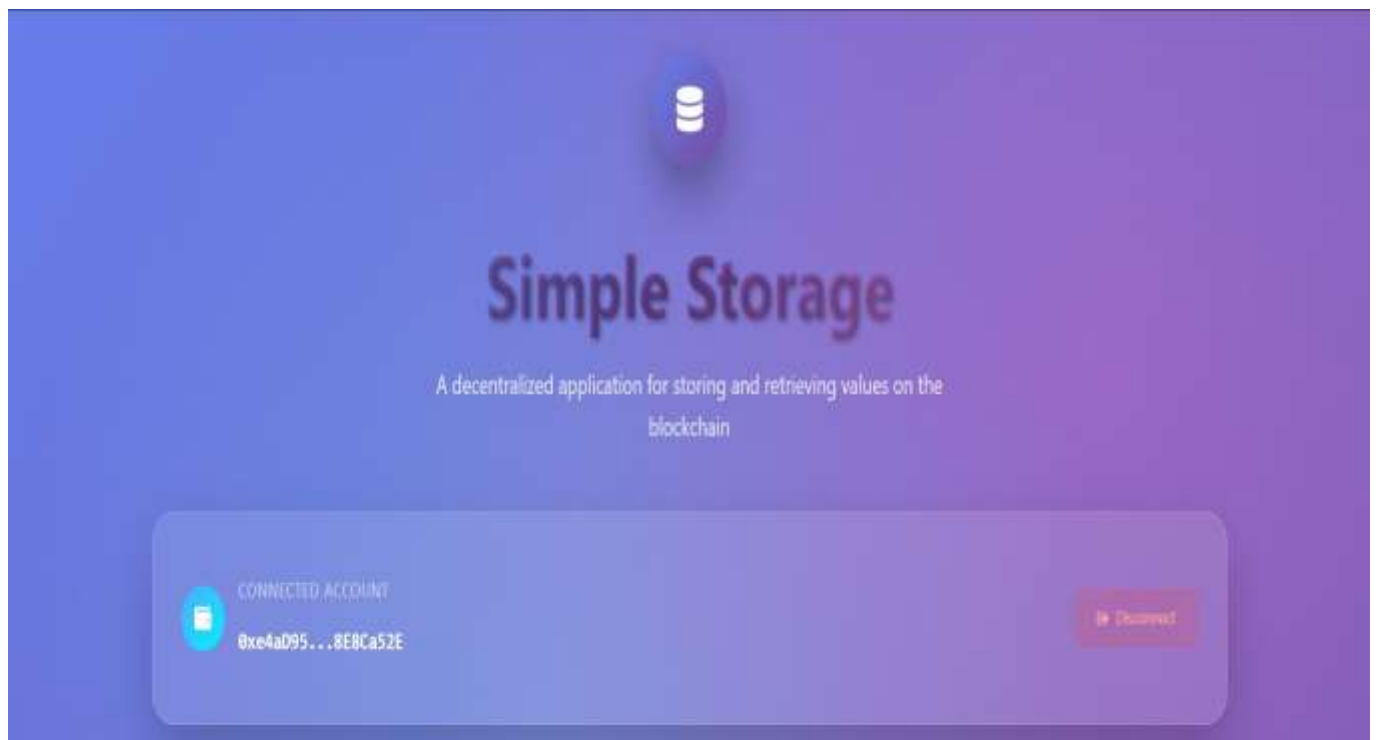 Simple Storage
A decentralized application for storing and retrieving values on the
blockchain
CONNECTED ACCOUNT
0xe4aD95...8E8Ca52E
Disconnect